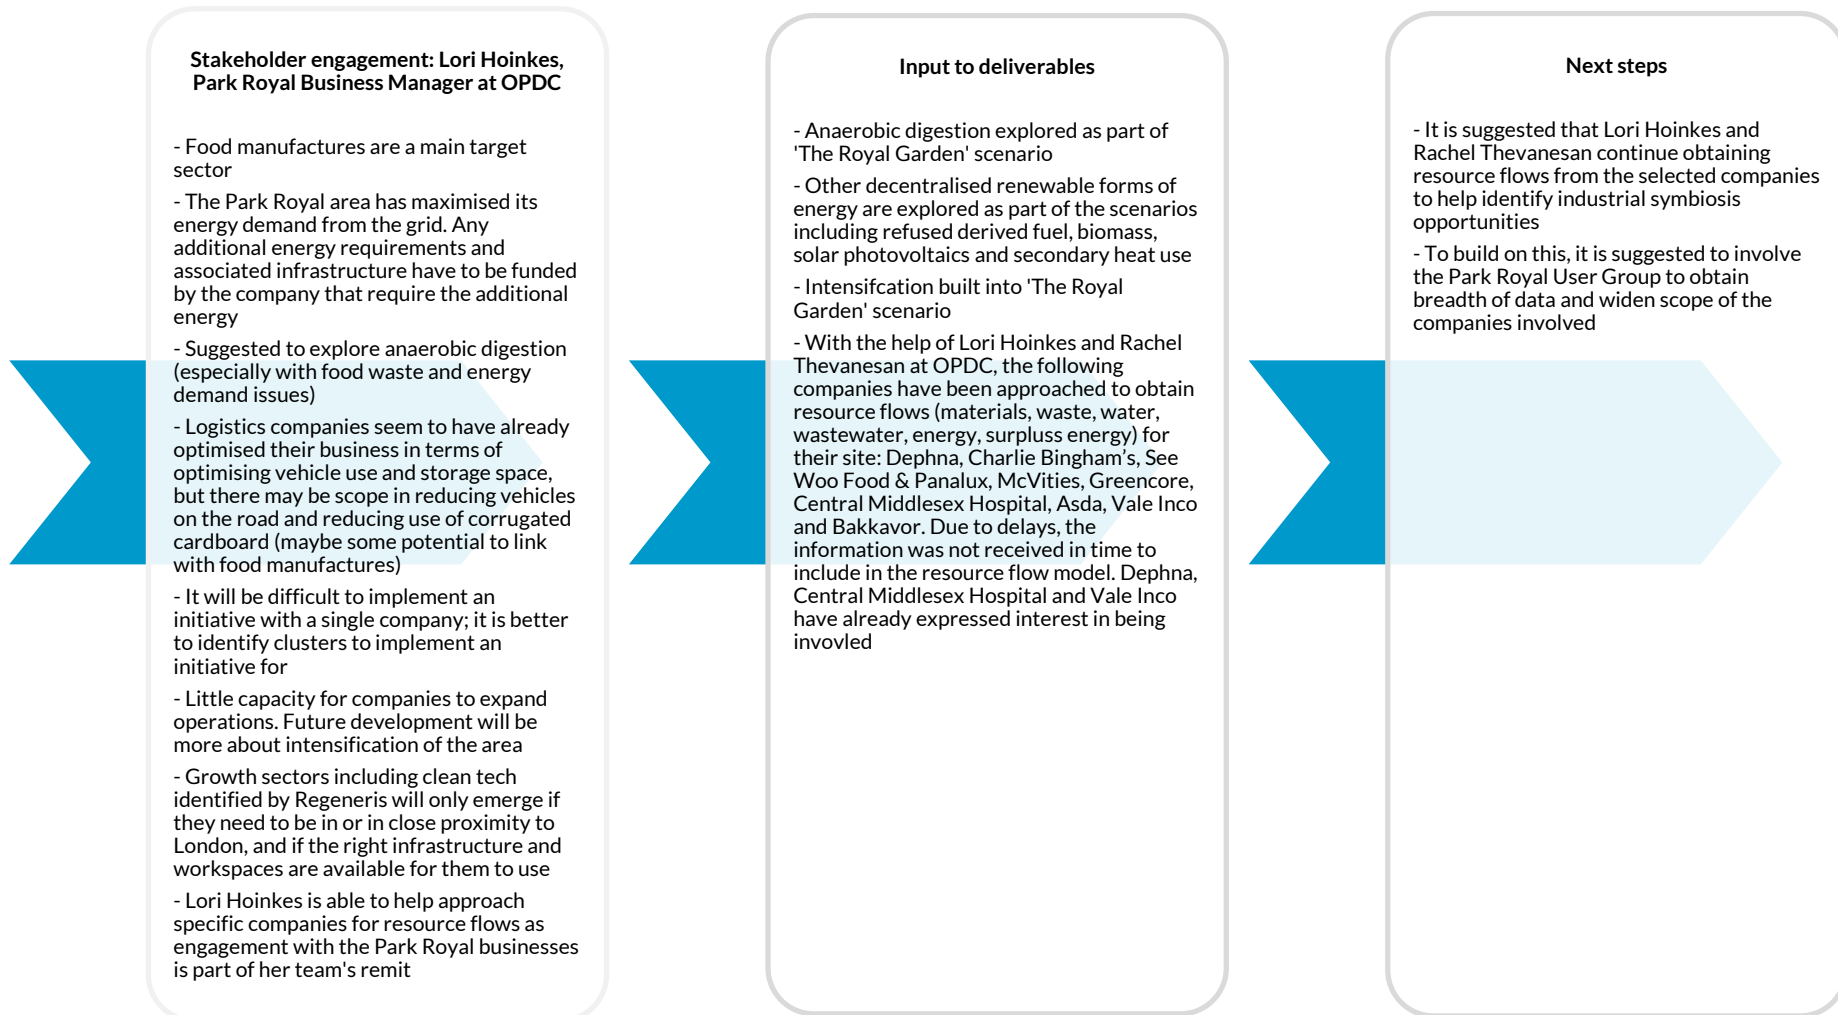 Stakeholder engagement: Lori Hoinkes,
Park Royal Business Manager at OPDC
- Food manufactures are a main target
sector
- The Park Royal area has maximised its
energy demand from the grid. Any
additional energy requirements and
associated infrastructure have to be funded
by the company that require the additional
energy
- Suggested to explore anaerobic digestion
(especially with food waste and energy
demand issues)
- Logistics companies seem to have already
optimised their business in terms of
optimising vehicle use and storage space,
but there may be scope in reducing vehicles
on the road and reducing use of corrugated
cardboard (maybe some potential to link
with food manufactures)
- It will be difficult to implement an
initiative with a single company; it is better
to identify clusters to implement an
initiative for
- Little capacity for companies to expand
operations. Future development will be
more about intensification of the area
- Growth sectors including clean tech
identified by Regeneris will only emerge if
they need to be in or in close proximity to
London, and if the right infrastructure and
workspaces are available for them to use
- Lori Hoinkes is able to help approach
specific companies for resource flows as
engagement with the Park Royal businesses
is part of her team's remit
Input to deliverables
- Anaerobic digestion explored as part of
'The Royal Garden' scenario
- Other decentralised renewable forms of
energy are explored as part of the scenarios
including refused derived fuel, biomass,
solar photovoltaics and secondary heat use
- Intensifcation built into 'The Royal
Garden' scenario
- With the help of Lori Hoinkes and Rachel
Thevanesan at OPDC, the following
companies have been approached to obtain
resource flows (materials, waste, water,
wastewater, energy, surpluss energy) for
their site: Dephna, Charlie Bingham’s, See
Woo Food & Panalux, McVities, Greencore,
Central Middlesex Hospital, Asda, Vale Inco
and Bakkavor. Due to delays, the
information was not received in time to
include in the resource flow model. Dephna,
Central Middlesex Hospital and Vale Inco
have already expressed interest in being
invovled
Next steps
- It is suggested that Lori Hoinkes and
Rachel Thevanesan continue obtaining
resource flows from the selected companies
to help identify industrial symbiosis
opportunities
- To build on this, it is suggested to involve
the Park Royal User Group to obtain
breadth of data and widen scope of the
companies involved